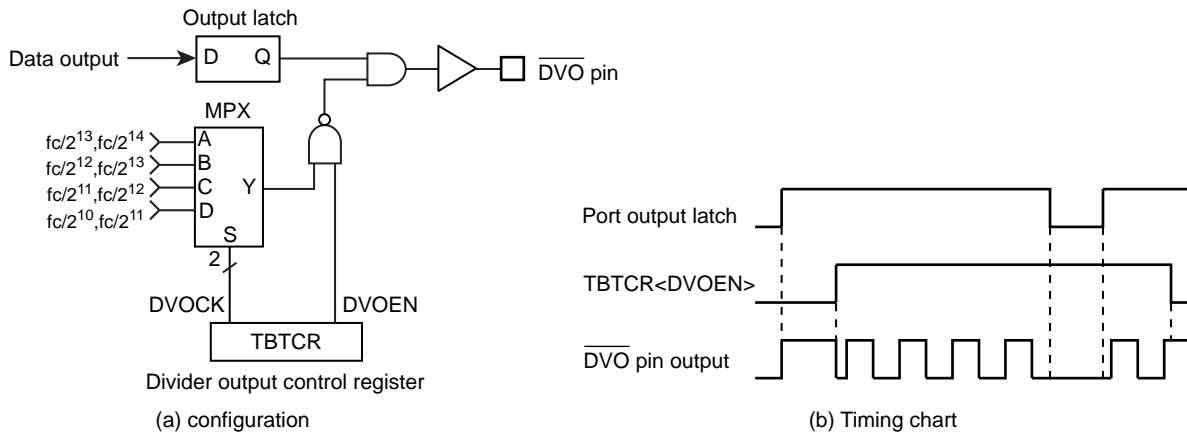 Output latch
Data output
D Q
DVO pin
MPX
fc/2^13,fc/2^14
A
fc/2^12,fc/2^13
B
fc/2^11,fc/2^12
C
Y
fc/2^10,fc/2^11
D
S
2
DVOCK
DVOEN
TBTCR
Divider output control register
(a) configuration
Port output latch
TBTCR<DVOEN>
DVO pin output
(b) Timing chart